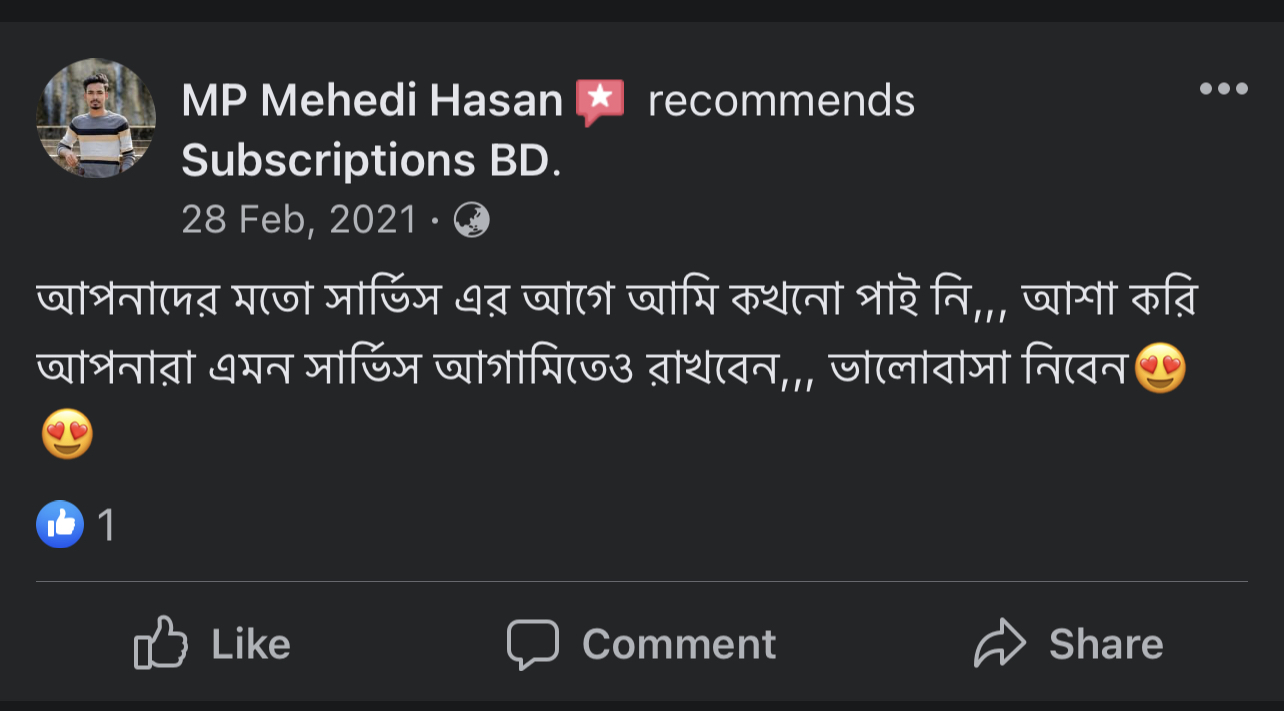 MP Mehedi Hasan recommends
Subscriptions BD.
28 Feb, 2021 ·
আপনাদের মতো সার্ভিস এর আগে আমি কখনো পাই নি,,, আশা করি
আপনারা এমন সার্ভিস আগামিতেও রাখবেন,,, ভালোবাসা নিবেন😍
😍
1
Like Comment Share